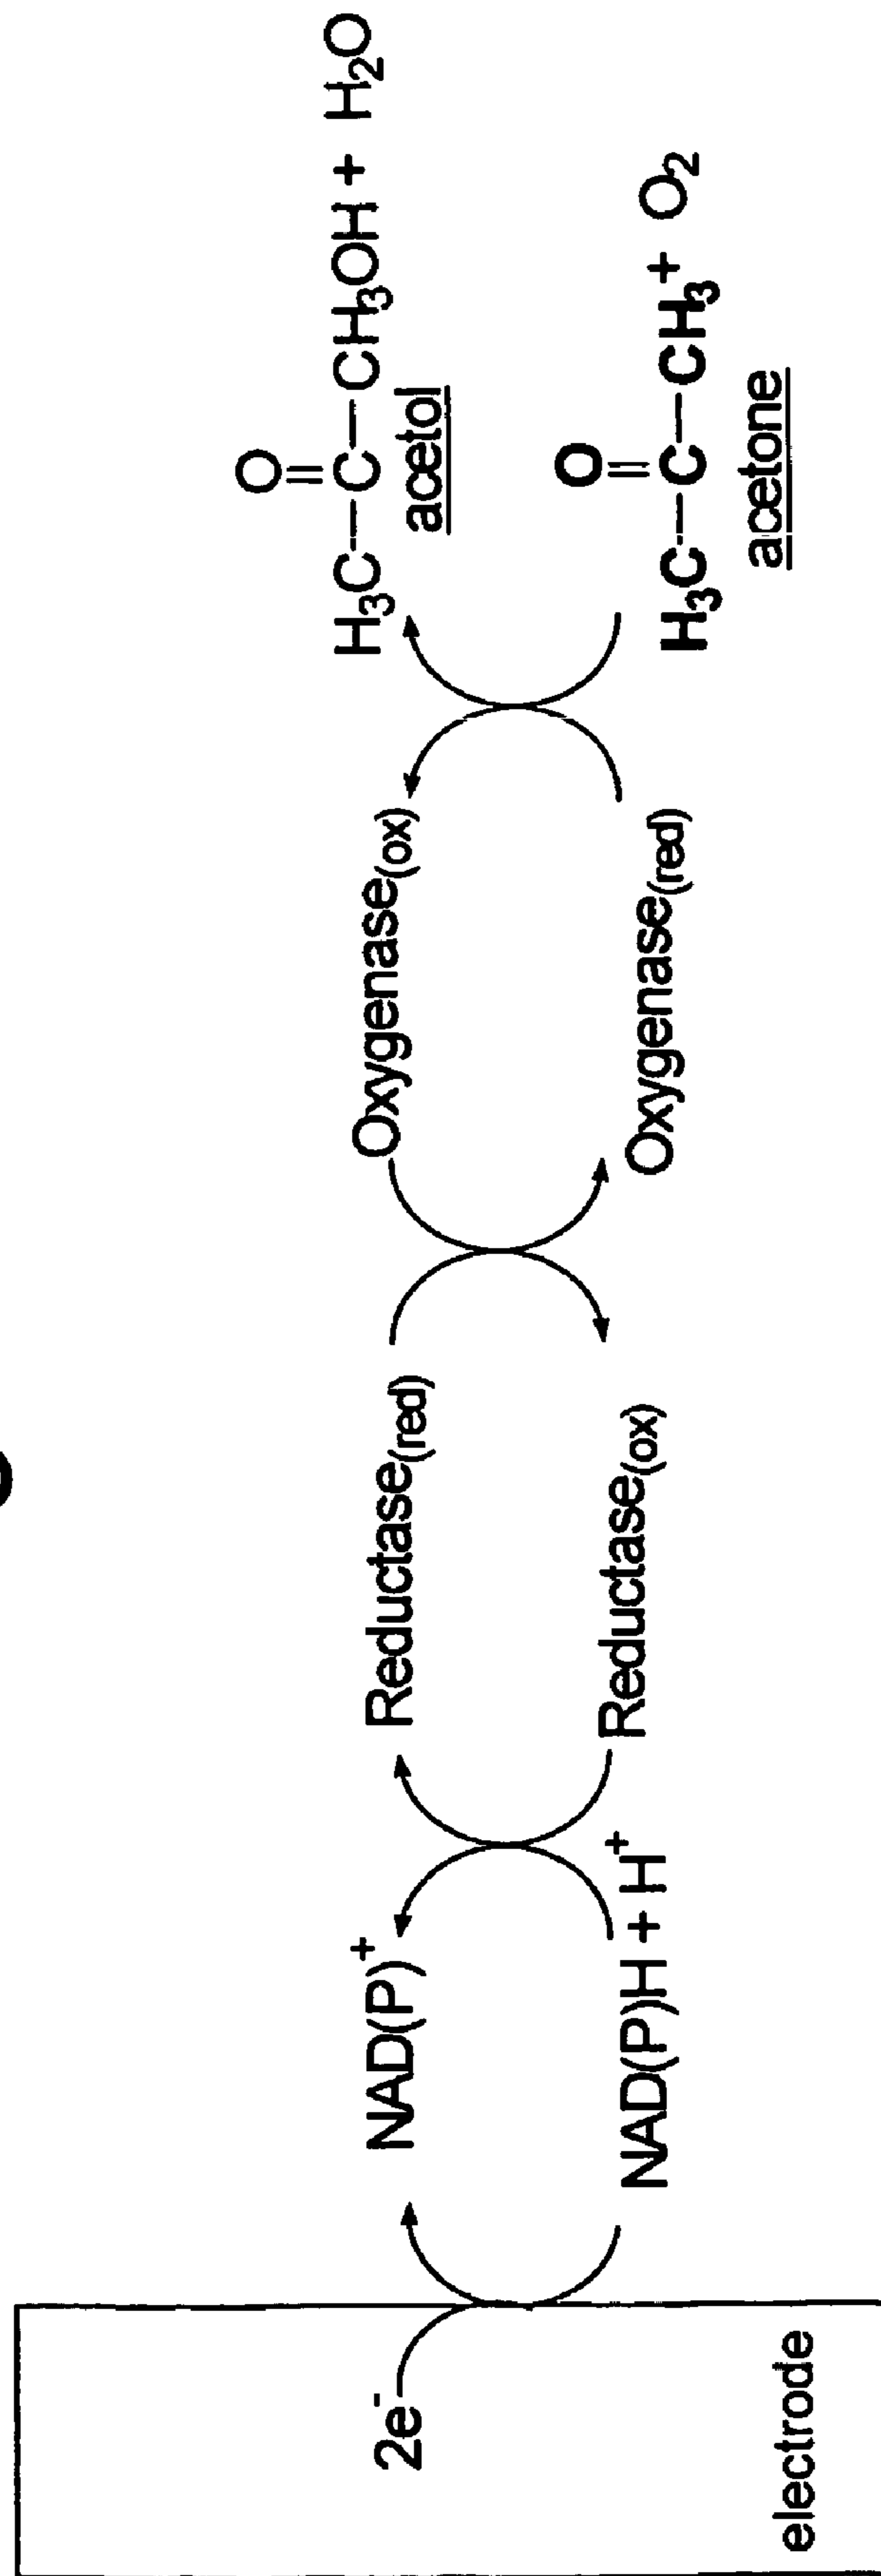 2e⁻
electrode
NAD(P)⁺
NAD(P)H + H⁺
Reductase(red)
Reductase(ox)
Oxygenase(ox)
Oxygenase(red)
O
H₃C–C–CH₃OH + H₂O
acetol
O
H₃C–C–CH₃ + O₂
acetone